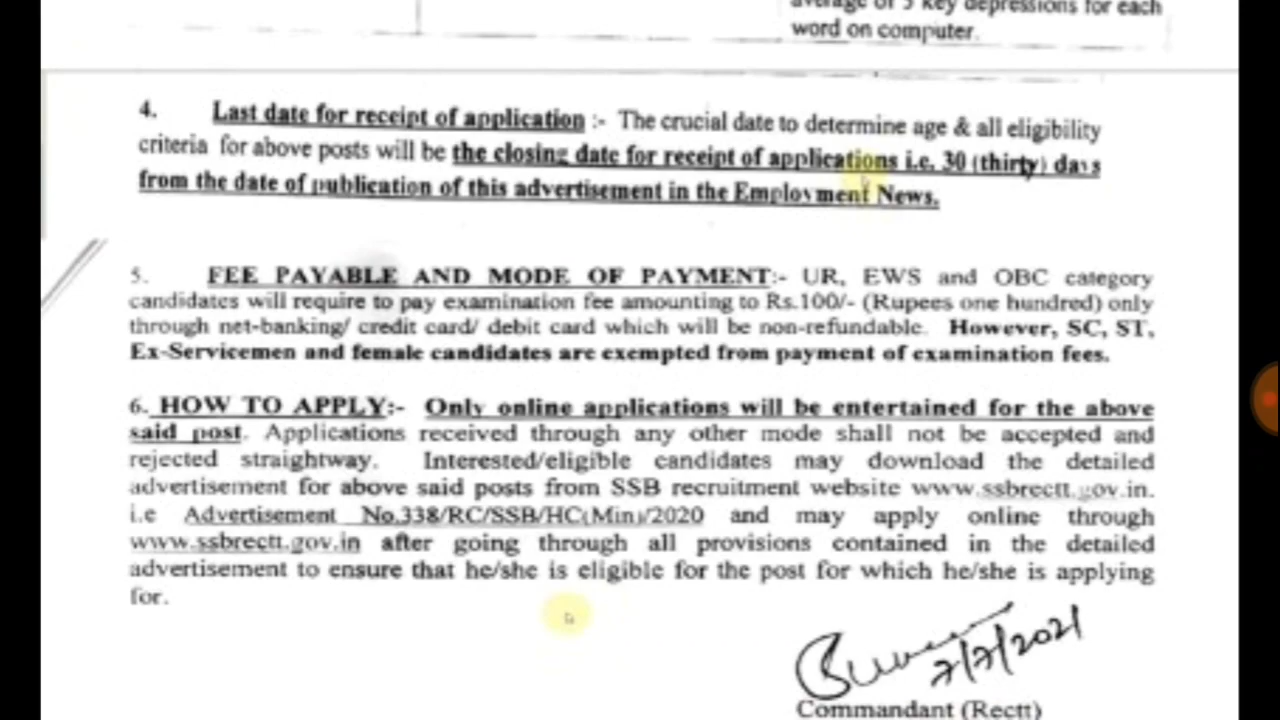 average of 5 key depressions for each
word on computer.
4. Last date for receipt of application :- The crucial date to determine age & all eligibility
criteria for above posts will be the closing date for receipt of applications i.e. 30 (thirty) days
from the date of publication of this advertisement in the Employment News.
5. FEE PAYABLE AND MODE OF PAYMENT:- UR, EWS and OBC category
candidates will require to pay examination fee amounting to Rs.100/- (Rupees one hundred) only
through net-banking/ credit card/ debit card which will be non-refundable. However, SC, ST,
Ex-Servicemen and female candidates are exempted from payment of examination fees.
6. HOW TO APPLY:- Only online applications will be entertained for the above
said post. Applications received through any other mode shall not be accepted and
rejected straightway. Interested/eligible candidates may download the detailed
advertisement for above said posts from SSB recruitment website www.ssbrectt.gov.in.
i.e Advertisement No.338/RC/SSB/HC(Min)/2020 and may apply online through
www.ssbrectt.gov.in after going through all provisions contained in the detailed
advertisement to ensure that he/she is eligible for the post for which he/she is applying
for.
7/7/2021
Commandant (Rectt)